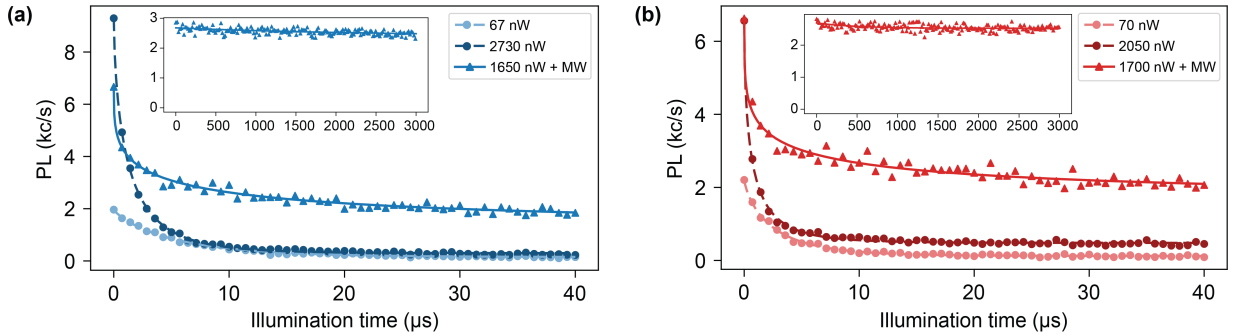 (a)
PL (kc/s)
8
6
4
2
0
0 10 20 30 40
Illumination time (μs)
3
2
1
0
0 500 1000 1500 2000 2500 3000
67 nW
2730 nW
1650 nW + MW
(b)
PL (kc/s)
6
4
2
0
0 10 20 30 40
Illumination time (μs)
2
1
0
0 500 1000 1500 2000 2500 3000
70 nW
2050 nW
1700 nW + MW